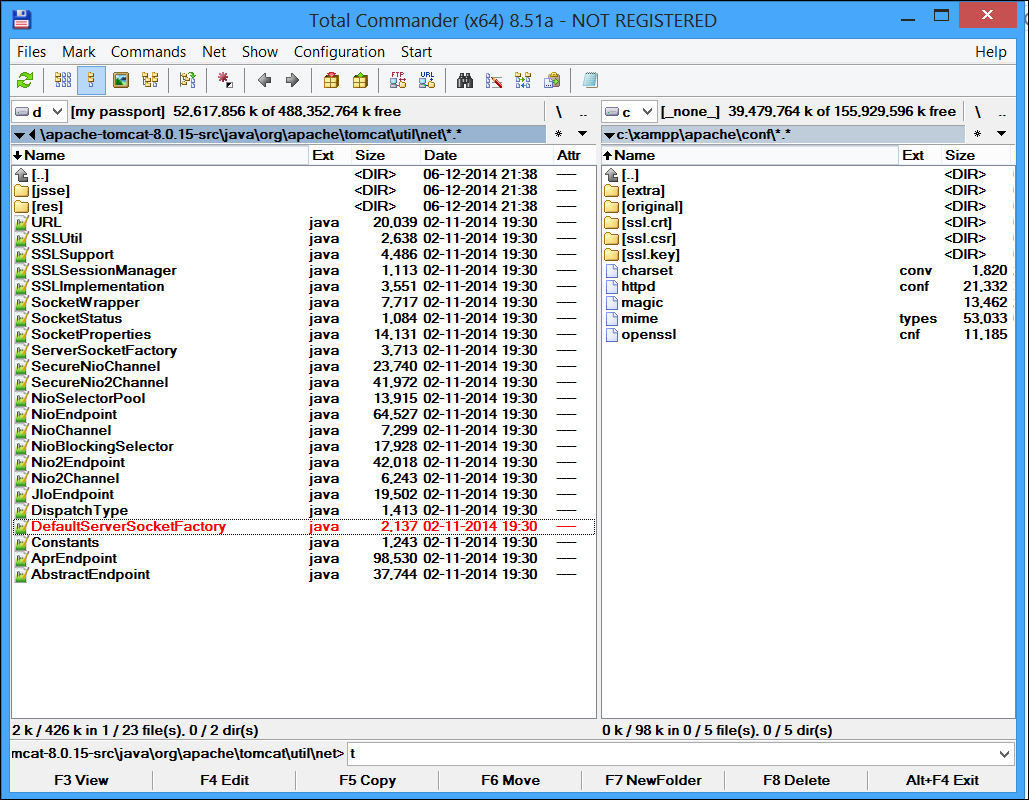 Total Commander (x64) 8.51a - NOT REGISTERED
Files Mark Commands Net Show Configuration Start Help
FTP URL
d [my passport] 52,617,856 k of 488,352,764 k free \ ..
\apache-tomcat-8.0.15-src\java\org\apache\tomcat\util\net\*.* * 
Name Ext Size Date Attr
[..] <DIR> 06-12-2014 21:38 ----
[jsse] <DIR> 06-12-2014 21:38 ----
[res] <DIR> 06-12-2014 21:38 ----
URL java 20,039 02-11-2014 19:30 ----
SSLUtil java 2,638 02-11-2014 19:30 ----
SSLSupport java 4,486 02-11-2014 19:30 ----
SSLSessionManager java 1,113 02-11-2014 19:30 ----
SSLImplementation java 3,551 02-11-2014 19:30 ----
SocketWrapper java 7,717 02-11-2014 19:30 ----
SocketStatus java 1,084 02-11-2014 19:30 ----
SocketProperties java 14,131 02-11-2014 19:30 ----
ServerSocketFactory java 3,713 02-11-2014 19:30 ----
SecureNioChannel java 23,740 02-11-2014 19:30 ----
SecureNio2Channel java 41,972 02-11-2014 19:30 ----
NioSelectorPool java 13,915 02-11-2014 19:30 ----
NioEndpoint java 64,527 02-11-2014 19:30 ----
NioChannel java 7,299 02-11-2014 19:30 ----
NioBlockingSelector java 17,928 02-11-2014 19:30 ----
Nio2Endpoint java 42,018 02-11-2014 19:30 ----
Nio2Channel java 6,243 02-11-2014 19:30 ----
JIoEndpoint java 19,502 02-11-2014 19:30 ----
DispatchType java 1,413 02-11-2014 19:30 ----
DefaultServerSocketFactory java 2,137 02-11-2014 19:30 ----
Constants java 1,243 02-11-2014 19:30 ----
AprEndpoint java 98,530 02-11-2014 19:30 ----
AbstractEndpoint java 37,744 02-11-2014 19:30 ----
2 k / 426 k in 1 / 23 file(s), 0 / 2 dir(s)
c [_none_] 39,479,764 k of 155,929,596 k free \ ..
c:\xampp\apache\conf\*.* *
Name Ext Size
[..] <DIR>
[extra] <DIR>
[original] <DIR>
[ssl.crt] <DIR>
[ssl.csr] <DIR>
[ssl.key] <DIR>
charset conv 1,820
httpd conf 21,332
magic 13,462
mime types 53,033
openssl cnf 11,185
0 k / 98 k in 0 / 5 file(s), 0 / 5 dir(s)
mcat-8.0.15-src\java\org\apache\tomcat\util\net> t
F3 View F4 Edit F5 Copy F6 Move F7 NewFolder F8 Delete Alt+F4 Exit